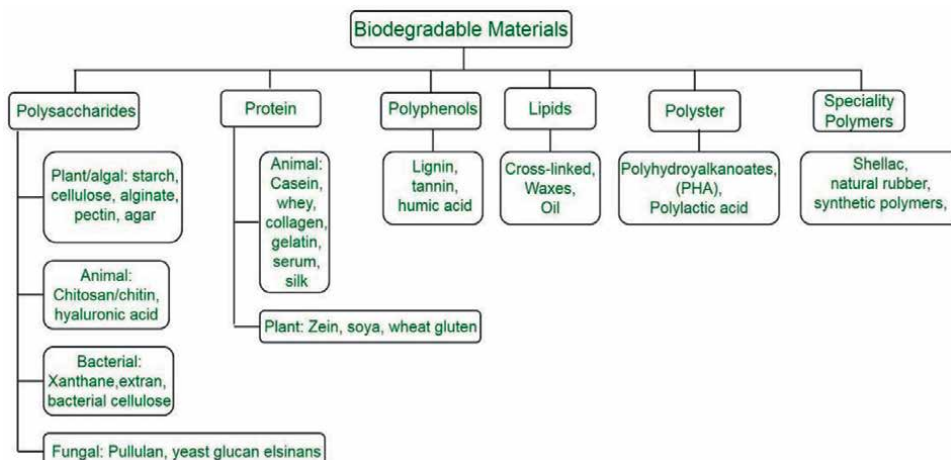 Biodegradable Materials
Polysaccharides
Protein
Polyphenols
Lipids
Polyster
Speciality
Polymers
Plant/algal: starch,
cellulose, alginate,
pectin, agar
Animal:
Chitosan/chitin,
hyaluronic acid
Bacterial:
Xanthane,extran,
bacterial cellulose
Fungal: Pullulan, yeast glucan elsinans
Animal:
Casein,
whey,
collagen,
gelatin,
serum,
silk
Plant: Zein, soya, wheat gluten
Lignin,
tannin,
humic acid
Cross-linked,
Waxes,
Oil
Polyhydroyalkanoates,
(PHA),
Polylactic acid
Shellac,
natural rubber,
synthetic polymers,